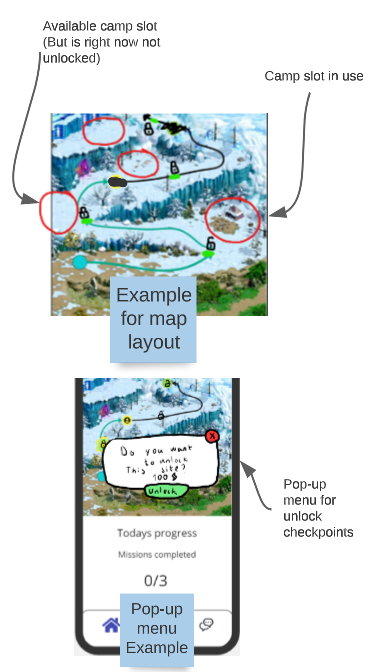 Available camp slot
(But is right now not
unlocked)
Camp slot in use
Example
for map
layout
X
Do you want
to unlock
This site?
100 $
Unlock
Pop-up
menu for
unlock
checkpoints
Todays progress
Missions completed
0/3
Pop-up
menu
Example